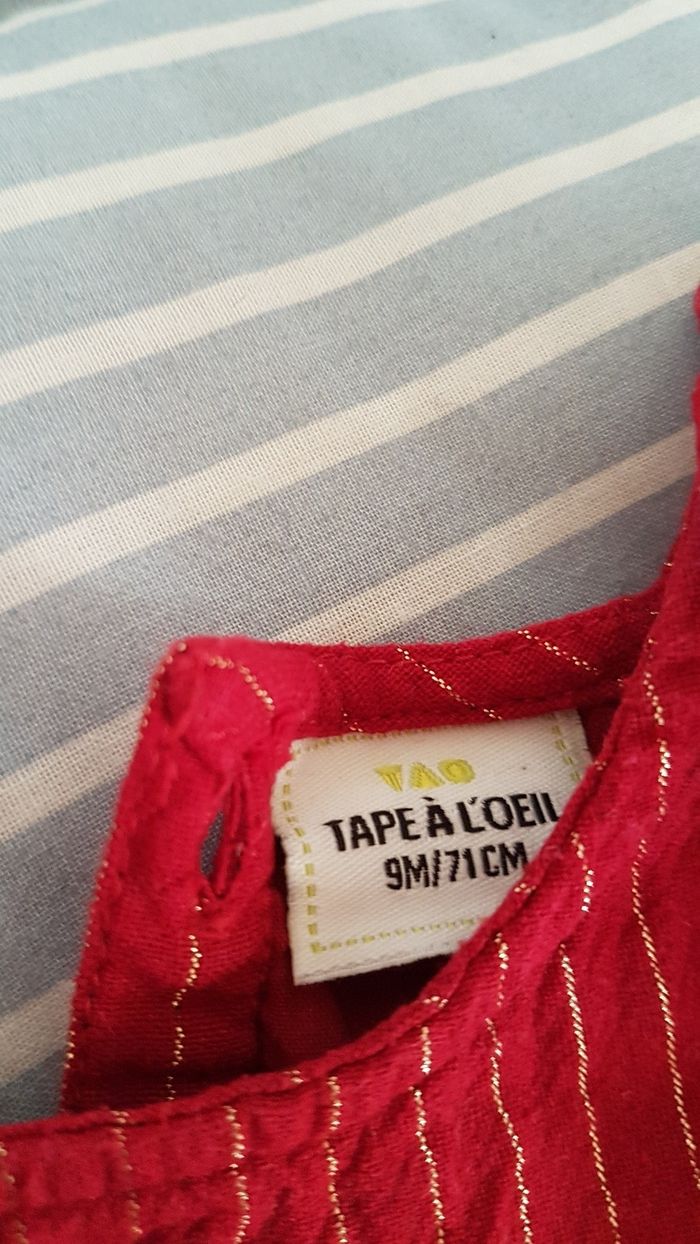 TAO
TAPE À L'OEIL
9M/71CM